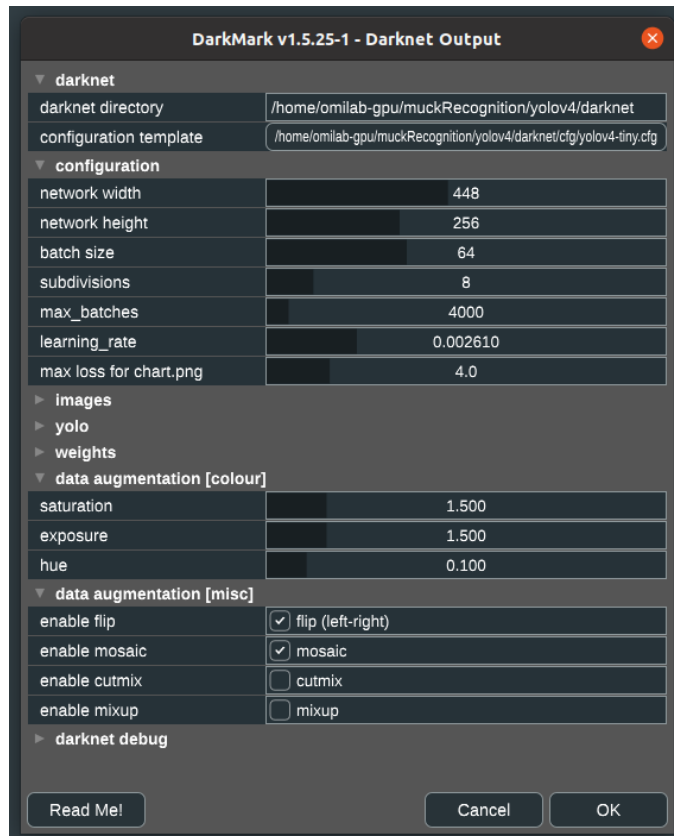 DarkMark v1.5.25-1 - Darknet Output
darknet
darknet directory /home/omilab-gpu/muckRecognition/yolov4/darknet
configuration template /home/omilab-gpu/muckRecognition/yolov4/darknet/cfg/yolov4-tiny.cfg
configuration
network width 448
network height 256
batch size 64
subdivisions 8
max_batches 4000
learning_rate 0.002610
max loss for chart.png 4.0
images
yolo
weights
data augmentation [colour]
saturation 1.500
exposure 1.500
hue 0.100
data augmentation [misc]
enable flip flip (left-right)
enable mosaic mosaic
enable cutmix cutmix
enable mixup mixup
darknet debug
Read Me! Cancel OK